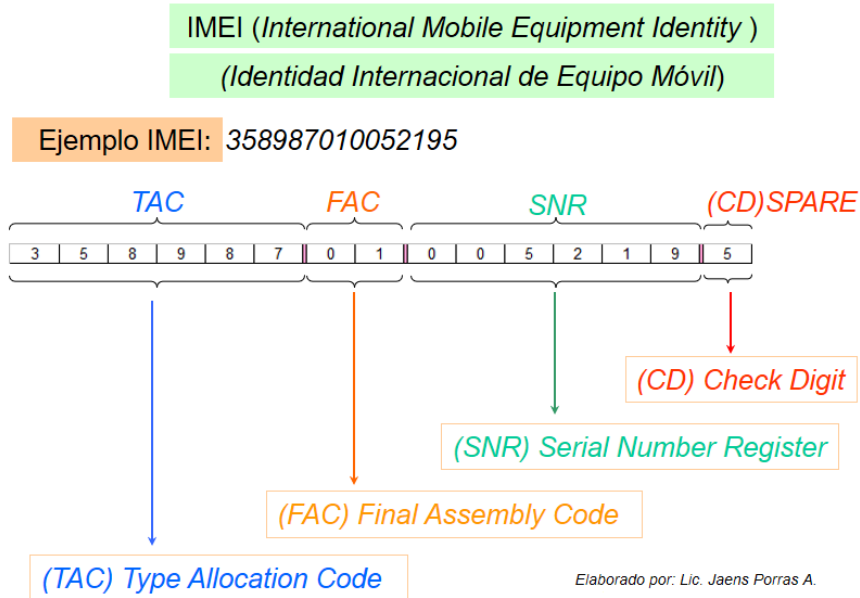 IMEI (International Mobile Equipment Identity )
(Identidad Internacional de Equipo Móvil)
Ejemplo IMEI: 358987010052195
TAC FAC SNR (CD)SPARE
3 5 8 9 8 7 0 1 0 0 5 2 1 9 5
(CD) Check Digit
(SNR) Serial Number Register
(FAC) Final Assembly Code
(TAC) Type Allocation Code
Elaborado por: Lic. Jaens Porras A.